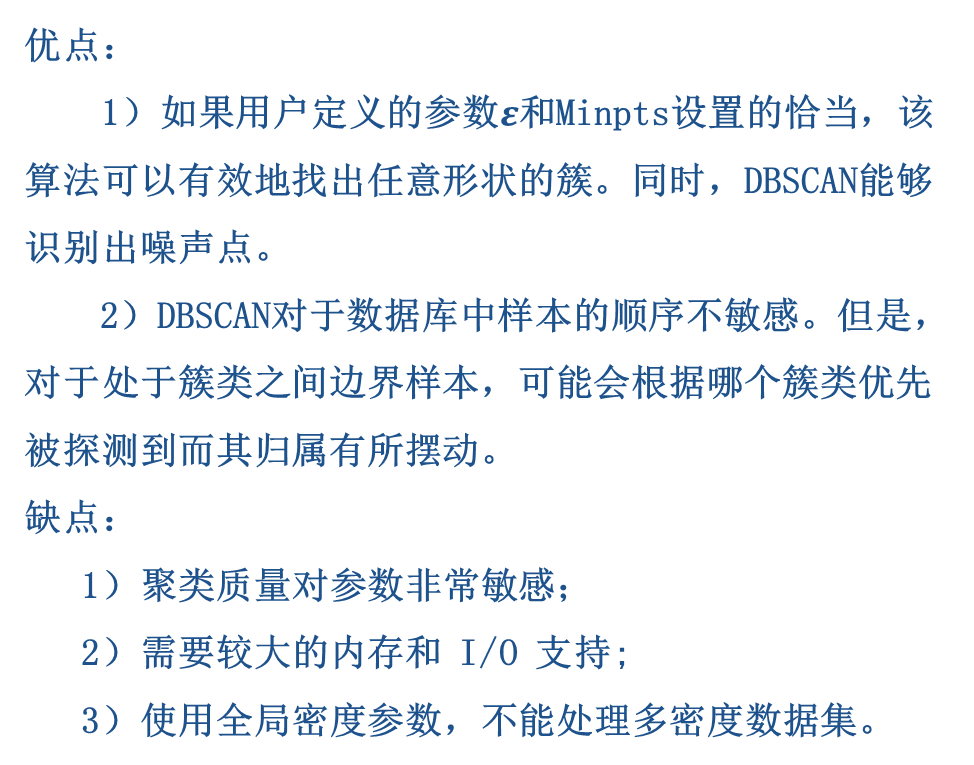 优点：
1）如果用户定义的参数ε和Minpts设置的恰当，该
算法可以有效地找出任意形状的簇。同时，DBSCAN能够
识别出噪声点。
2）DBSCAN对于数据库中样本的顺序不敏感。但是，
对于处于簇类之间边界样本，可能会根据哪个簇类优先
被探测到而其归属有所摆动。
缺点：
1）聚类质量对参数非常敏感；
2）需要较大的内存和 I/O 支持；
3）使用全局密度参数，不能处理多密度数据集。